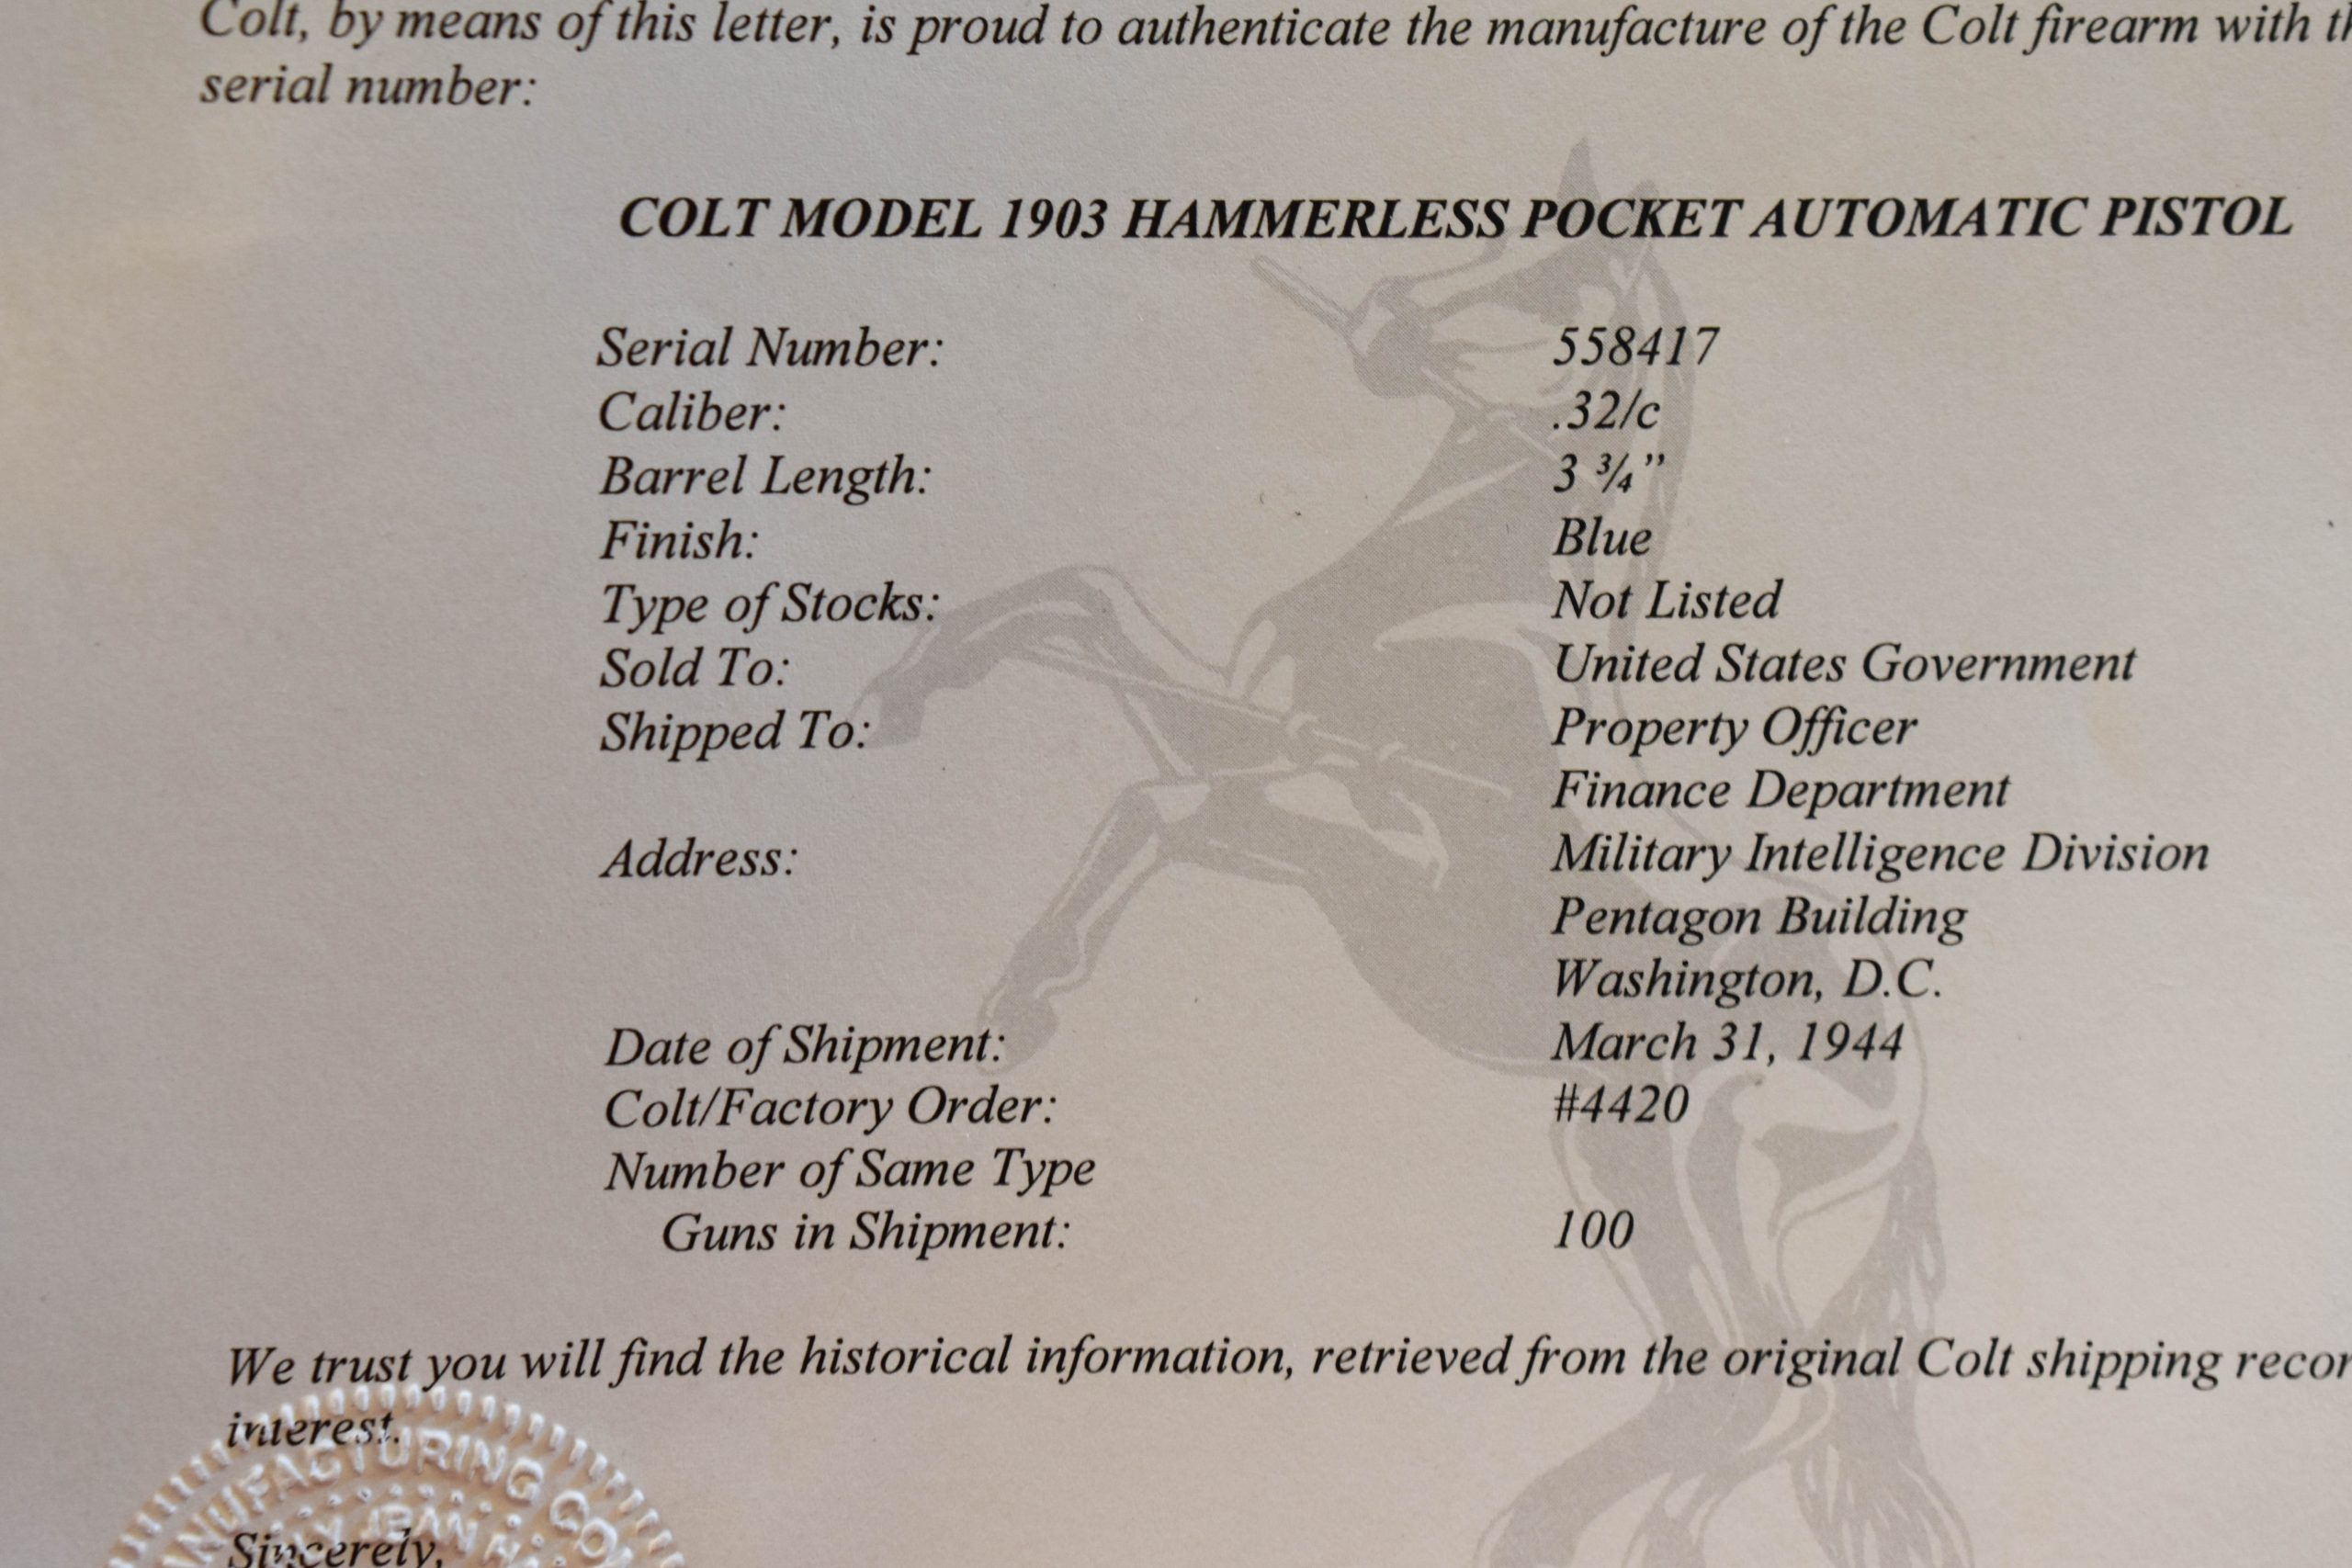 Colt, by means of this letter, is proud to authenticate the manufacture of the Colt firearm with
serial number:
COLT MODEL 1903 HAMMERLESS POCKET AUTOMATIC PISTOL
Serial Number: 558417
Caliber: .32/c
Barrel Length: 3 ¾”
Finish: Blue
Type of Stocks: Not Listed
Sold To: United States Government
Shipped To: Property Officer
Finance Department
Address: Military Intelligence Division
Pentagon Building
Washington, D.C.
Date of Shipment: March 31, 1944
Colt/Factory Order: #4420
Number of Same Type
Guns in Shipment: 100
We trust you will find the historical information, retrieved from the original Colt shipping
interest.
MANUFACTURING CO
Sincerely,